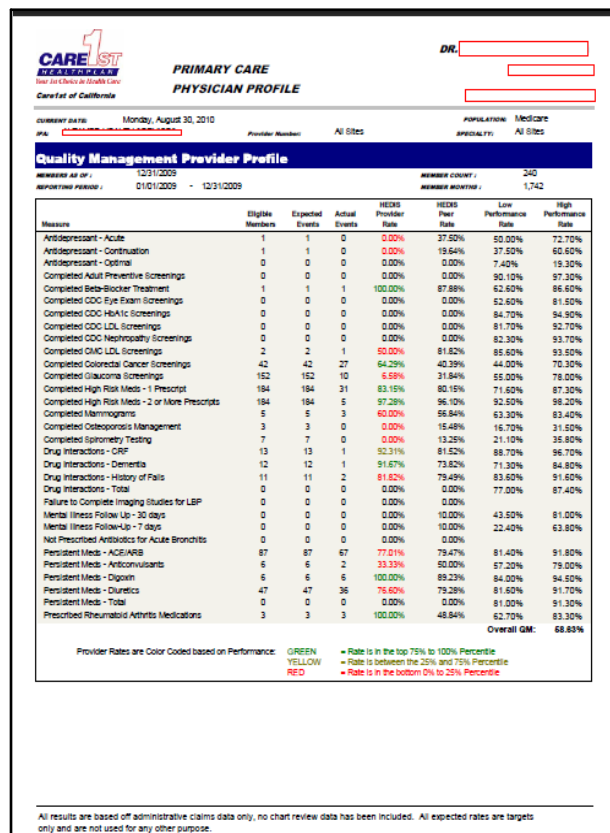 CARE 1ST
HEALTHPLAN
Your 1st Choice in Health Care
Care1st of California
PRIMARY CARE
PHYSICIAN PROFILE
DR.
CURRENT DATE: Monday, August 30, 2010
POPULATION: Medicare
IPA:
Provider Number: All Sites
SPECIALTY: All Sites
Quality Management Provider Profile
MEMBERS AS OF : 12/31/2009
MEMBER COUNT : 240
REPORTING PERIOD : 01/01/2009 - 12/31/2009
MEMBER MONTHS : 1,742
Measure Eligible Members Expected Events Actual Events HEDIS Provider Rate HEDIS Peer Rate Low Performance Rate High Performance Rate
Antidepressant - Acute 1 1 0 0.00% 37.50% 50.00% 72.70%
Antidepressant - Continuation 1 1 0 0.00% 19.64% 37.50% 60.60%
Antidepressant - Optimal 0 0 0 0.00% 0.00% 7.40% 19.30%
Completed Adult Preventive Screenings 0 0 0 0.00% 0.00% 90.10% 97.30%
Completed Beta-Blocker Treatment 1 1 1 100.00% 87.88% 62.60% 86.60%
Completed CDC Eye Exam Screenings 0 0 0 0.00% 0.00% 52.60% 81.50%
Completed CDC HbA1c Screenings 0 0 0 0.00% 0.00% 84.70% 94.90%
Completed CDC LDL Screenings 0 0 0 0.00% 0.00% 81.70% 92.70%
Completed CDC Nephropathy Screenings 0 0 0 0.00% 0.00% 82.30% 93.70%
Completed CMC LDL Screenings 2 2 1 50.00% 81.82% 85.60% 93.50%
Completed Colorectal Cancer Screenings 42 42 27 64.29% 40.39% 44.00% 70.30%
Completed Glaucoma Screenings 152 152 10 6.58% 31.84% 55.00% 78.00%
Completed High Risk Meds - 1 Prescript 184 184 31 83.15% 80.15% 71.60% 87.30%
Completed High Risk Meds - 2 or More Prescripts 184 184 5 97.28% 96.10% 92.50% 98.20%
Completed Mammograms 5 5 3 60.00% 56.84% 63.30% 83.40%
Completed Osteoporosis Management 3 3 0 0.00% 15.48% 16.70% 31.50%
Completed Spirometry Testing 7 7 0 0.00% 13.25% 21.10% 35.80%
Drug Interactions - CRF 13 13 1 92.31% 81.52% 88.70% 96.70%
Drug Interactions - Dementia 12 12 1 91.67% 73.82% 71.30% 84.80%
Drug Interactions - History of Falls 11 11 2 81.82% 79.49% 83.60% 91.60%
Drug Interactions - Total 0 0 0 0.00% 0.00% 77.00% 87.40%
Failure to Complete Imaging Studies for LBP 0 0 0 0.00% 0.00%
Mental Illness Follow Up - 30 days 0 0 0 0.00% 10.00% 43.50% 81.00%
Mental Illness Follow-Up - 7 days 0 0 0 0.00% 10.00% 22.40% 63.80%
Not Prescribed Antibiotics for Acute Bronchitis 0 0 0 0.00% 0.00%
Persistent Meds - ACE/ARB 87 87 67 77.01% 79.47% 81.40% 91.80%
Persistent Meds - Anticonvulsants 6 6 2 33.33% 50.00% 57.20% 79.00%
Persistent Meds - Digoxin 6 6 6 100.00% 89.23% 84.00% 94.50%
Persistent Meds - Diuretics 47 47 36 76.60% 79.28% 81.60% 91.70%
Persistent Meds - Total 0 0 0 0.00% 0.00% 81.00% 91.30%
Prescribed Rheumatoid Arthritis Medications 3 3 3 100.00% 48.84% 62.70% 83.30%
Overall QM: 58.63%
Provider Rates are Color Coded based on Performance: GREEN = Rate is in the top 75% to 100% Percentile
YELLOW = Rate is between the 25% and 75% Percentile
RED = Rate is in the bottom 0% to 25% Percentile
All results are based off administrative claims data only, no chart review data has been included. All expected rates are targets
only and are not used for any other purpose.